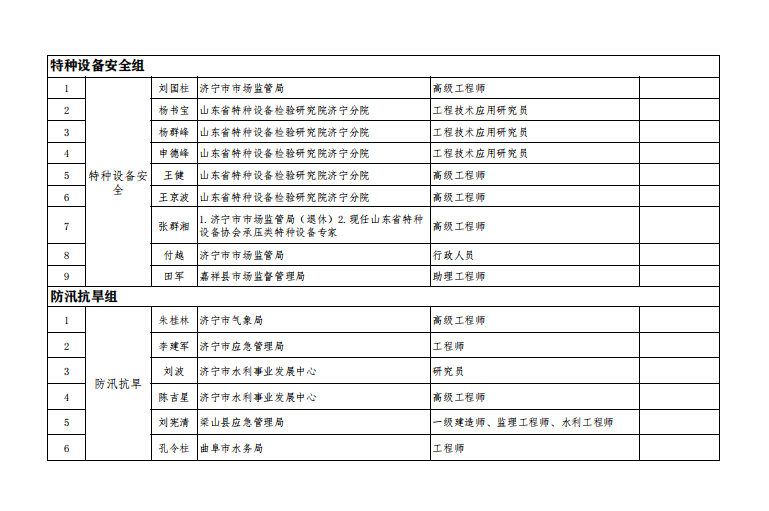 特种设备安全组
1 特种设备安全 刘国柱 济宁市市场监管局 高级工程师
2 杨书宝 山东省特种设备检验研究院济宁分院 工程技术应用研究员
3 杨群峰 山东省特种设备检验研究院济宁分院 工程技术应用研究员
4 申德峰 山东省特种设备检验研究院济宁分院 工程技术应用研究员
5 王健 山东省特种设备检验研究院济宁分院 高级工程师
6 王京波 山东省特种设备检验研究院济宁分院 高级工程师
7 张群湘 1.济宁市市场监管局（退休）2.现任山东省特种设备协会承压类特种设备专家 高级工程师
8 付越 济宁市市场监管局 行政人员
9 田军 嘉祥县市场监督管理局 助理工程师
防汛抗旱组
1 防汛抗旱 朱桂林 济宁市气象局 高级工程师
2 李建军 济宁市应急管理局 工程师
3 刘波 济宁市水利事业发展中心 研究员
4 陈吉星 济宁市水利事业发展中心 高级工程师
5 刘宪清 梁山县应急管理局 一级建造师、监理工程师、水利工程师
6 孔令柱 曲阜市水务局 工程师